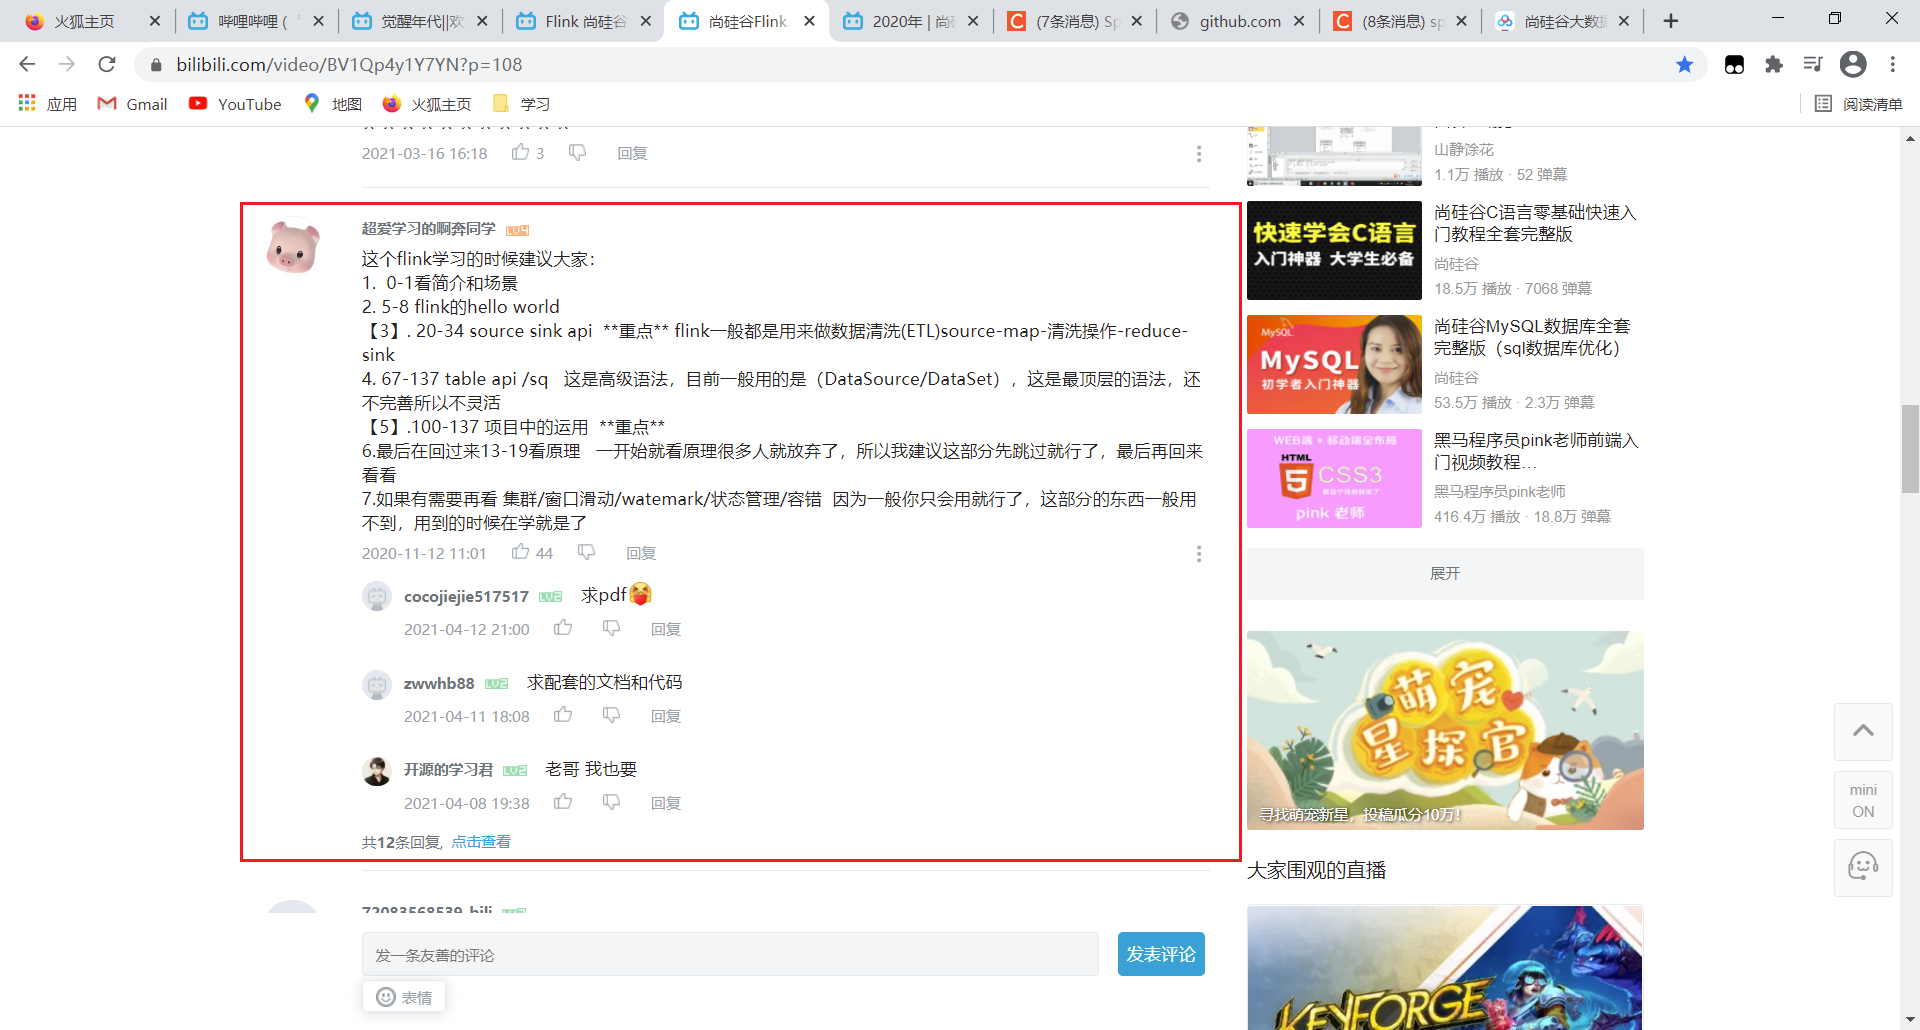 火狐主页
哔哩哔哩 (
觉醒年代||欢
Flink 尚硅谷
尚硅谷Flink
2020年 | 尚
(7条消息) Sp
github.com
(8条消息) sp
尚硅谷大数据
bilibili.com/video/BV1Qp4y1Y7YN?p=108
应用
Gmail
YouTube
地图
火狐主页
学习
阅读清单
2021-03-16 16:18 3 回复
超爱学习的啊奔同学 LV4
这个flink学习的时候建议大家：
1. 0-1看简介和场景
2. 5-8 flink的hello world
【3】. 20-34 source sink api **重点** flink一般都是用来做数据清洗(ETL)source-map-清洗操作-reduce-
sink
4. 67-137 table api /sq 这是高级语法，目前一般用的是（DataSource/DataSet），这是最顶层的语法，还
不完善所以不灵活
【5】.100-137 项目中的运用 **重点**
6.最后在回过来13-19看原理 一开始就看原理很多人就放弃了，所以我建议这部分先跳过就行了，最后再回来
看看
7.如果有需要再看 集群/窗口滑动/watemark/状态管理/容错 因为一般你只会用就行了，这部分的东西一般用
不到，用到的时候在学就是了
2020-11-12 11:01 44 回复
cocojiejie517517 LV2 求pdf
2021-04-12 21:00 回复
zwwhb88 LV2 求配套的文档和代码
2021-04-11 18:08 回复
开源的学习君 LV2 老哥 我也要
2021-04-08 19:38 回复
共12条回复，点击查看
72083568539_bili LV2
发一条友善的评论
发表评论
表情
山静馀花
1.1万 播放 · 52 弹幕
快速学会C语言
入门神器 大学生必备
尚硅谷C语言零基础快速入
门教程全套完整版
尚硅谷
18.5万 播放 · 7068 弹幕
MySQL
MySQL
初学者入门神器
尚硅谷MySQL数据库全套
完整版（sql数据库优化）
尚硅谷
53.5万 播放 · 2.3万 弹幕
WEB端 + 移动端全布局
HTML
5
CSS3
pink 老师
黑马程序员pink老师前端入
门视频教程...
黑马程序员pink老师
416.4万 播放 · 18.8万 弹幕
展开
萌宠
星探官
寻找萌宠新星，投稿瓜分10万！
大家围观的直播
KEYFORGE
mini
ON